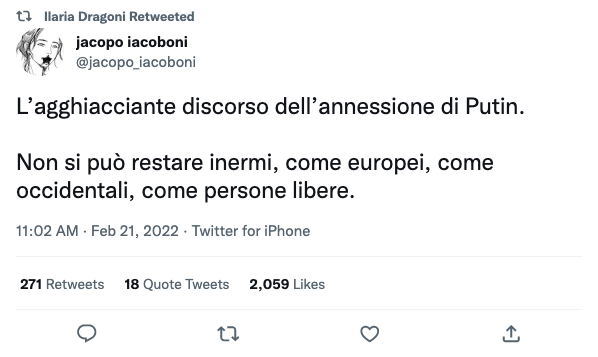 Ilaria Dragoni Retweeted
jacopo iacoboni
@jacopo_iacoboni
L’agghiacciante discorso dell’annessione di Putin.
Non si può restare inermi, come europei, come
occidentali, come persone libere.
11:02 AM · Feb 21, 2022 · Twitter for iPhone
271 Retweets 18 Quote Tweets 2,059 Likes